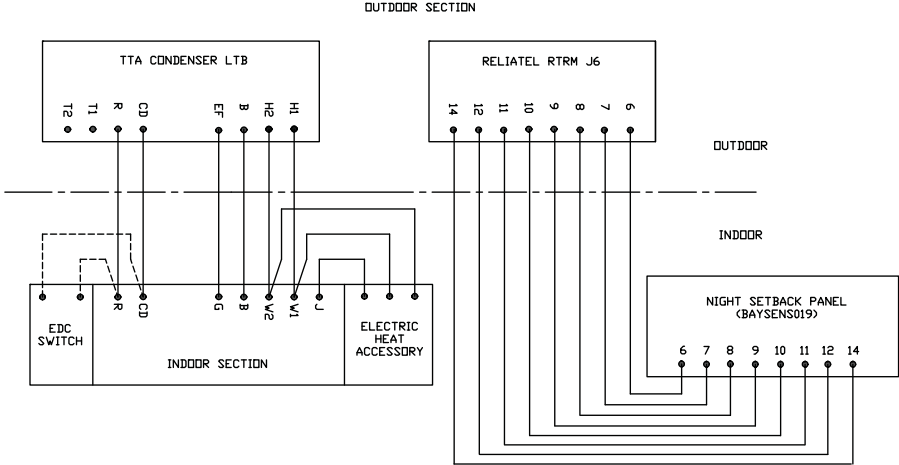 OUTDOOR SECTION
TTA CONDENSER LTB
T2 T1 R CD EF B H2 H1
RELIATEL RTRM J6
14 12 11 10 9 8 7 6
OUTDOOR
INDOOR
EDC
SWITCH
R CD G B W2 W1 J
INDOOR SECTION
ELECTRIC
HEAT
ACCESSORY
NIGHT SETBACK PANEL
(BAYSENS019)
6 7 8 9 10 11 12 14